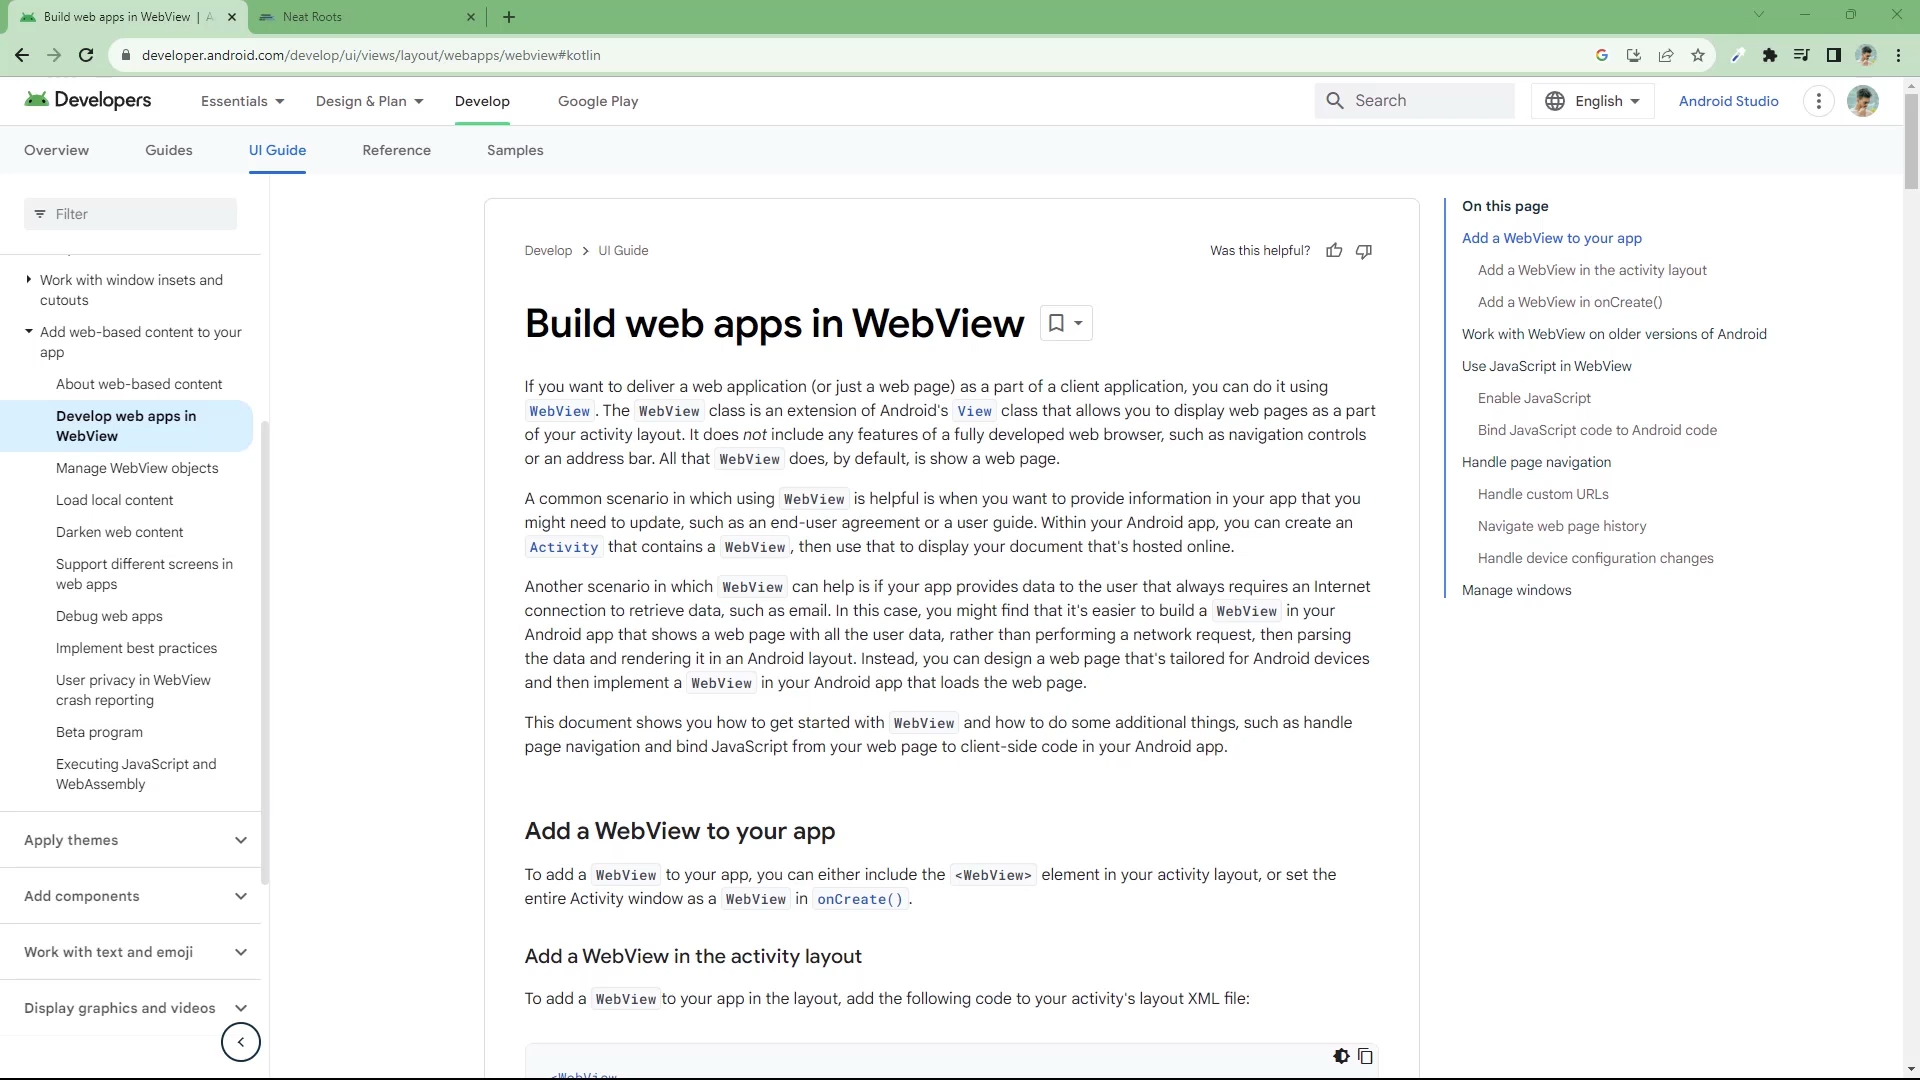 Build web apps in WebView | A
Neat Roots
developer.android.com/develop/ui/views/layout/webapps/webview#kotlin
Developers
Essentials
Design & Plan
Develop
Google Play
Search
English
Android Studio
Overview
Guides
UI Guide
Reference
Samples
Filter
Work with window insets and
cutouts
Add web-based content to your
app
About web-based content
Develop web apps in
WebView
Manage WebView objects
Load local content
Darken web content
Support different screens in
web apps
Debug web apps
Implement best practices
User privacy in WebView
crash reporting
Beta program
Executing JavaScript and
WebAssembly
Apply themes
Add components
Work with text and emoji
Display graphics and videos
Develop
UI Guide
Was this helpful?
Build web apps in WebView
If you want to deliver a web application (or just a web page) as a part of a client application, you can do it using
WebView. The WebView class is an extension of Android's View class that allows you to display web pages as a part
of your activity layout. It does not include any features of a fully developed web browser, such as navigation controls
or an address bar. All that WebView does, by default, is show a web page.
A common scenario in which using WebView is helpful is when you want to provide information in your app that you
might need to update, such as an end-user agreement or a user guide. Within your Android app, you can create an
Activity that contains a WebView, then use that to display your document that's hosted online.
Another scenario in which WebView can help is if your app provides data to the user that always requires an Internet
connection to retrieve data, such as email. In this case, you might find that it's easier to build a WebView in your
Android app that shows a web page with all the user data, rather than performing a network request, then parsing
the data and rendering it in an Android layout. Instead, you can design a web page that's tailored for Android devices
and then implement a WebView in your Android app that loads the web page.
This document shows you how to get started with WebView and how to do some additional things, such as handle
page navigation and bind JavaScript from your web page to client-side code in your Android app.
Add a WebView to your app
To add a WebView to your app, you can either include the <WebView> element in your activity layout, or set the
entire Activity window as a WebView in onCreate().
Add a WebView in the activity layout
To add a WebView to your app in the layout, add the following code to your activity's layout XML file:
<WebView
On this page
Add a WebView to your app
Add a WebView in the activity layout
Add a WebView in onCreate()
Work with WebView on older versions of Android
Use JavaScript in WebView
Enable JavaScript
Bind JavaScript code to Android code
Handle page navigation
Handle custom URLs
Navigate web page history
Handle device configuration changes
Manage windows